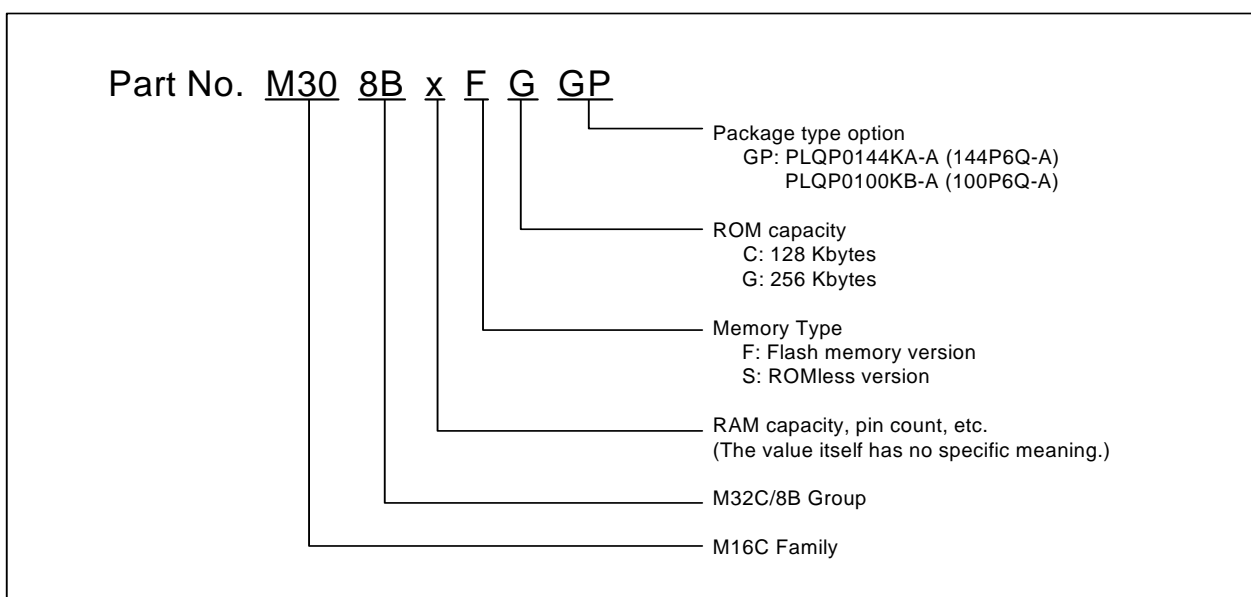 Part No. M30 8B x F G GP
Package type option
GP: PLQP0144KA-A (144P6Q-A)
PLQP0100KB-A (100P6Q-A)
ROM capacity
C: 128 Kbytes
G: 256 Kbytes
Memory Type
F: Flash memory version
S: ROMless version
RAM capacity, pin count, etc.
(The value itself has no specific meaning.)
M32C/8B Group
M16C Family